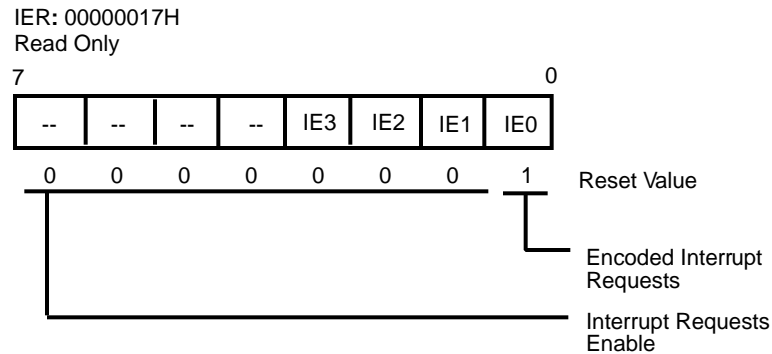 IER: 00000017H
Read Only
7 0
-- -- -- -- IE3 IE2 IE1 IE0
0 0 0 0 0 0 0 1 Reset Value
Encoded Interrupt
Requests
Interrupt Requests
Enable